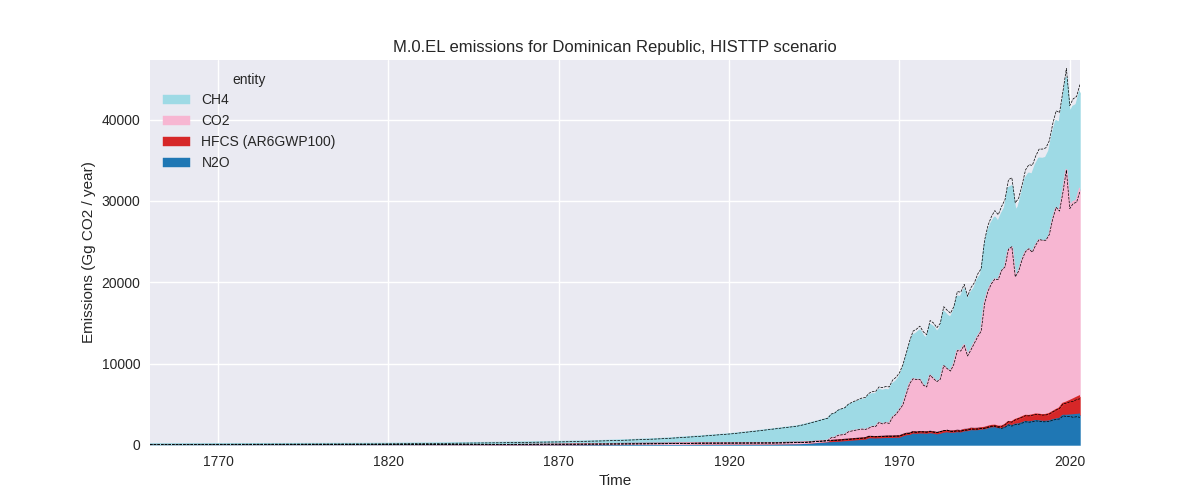 M.0.EL emissions for Dominican Republic, HISTTP scenario
entity
CH4
CO2
HFCS (AR6GWP100)
N2O
Emissions (Gg CO2 / year)
40000
30000
20000
10000
0
1770
1820
1870
1920
1970
2020
Time